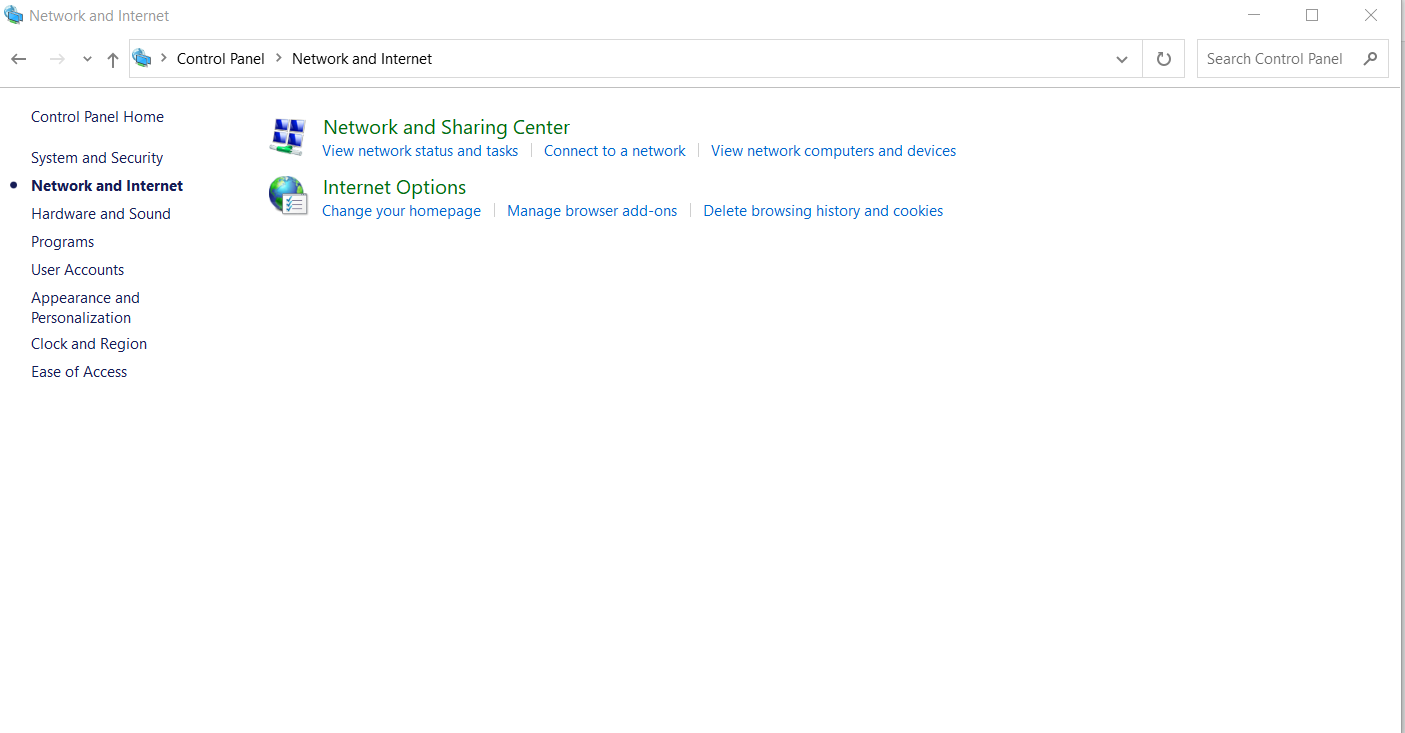 Network and Internet
Control Panel > Network and Internet
Search Control Panel
Control Panel Home
System and Security
Network and Internet
Hardware and Sound
Programs
User Accounts
Appearance and
Personalization
Clock and Region
Ease of Access
Network and Sharing Center
View network status and tasks | Connect to a network | View network computers and devices
Internet Options
Change your homepage | Manage browser add-ons | Delete browsing history and cookies